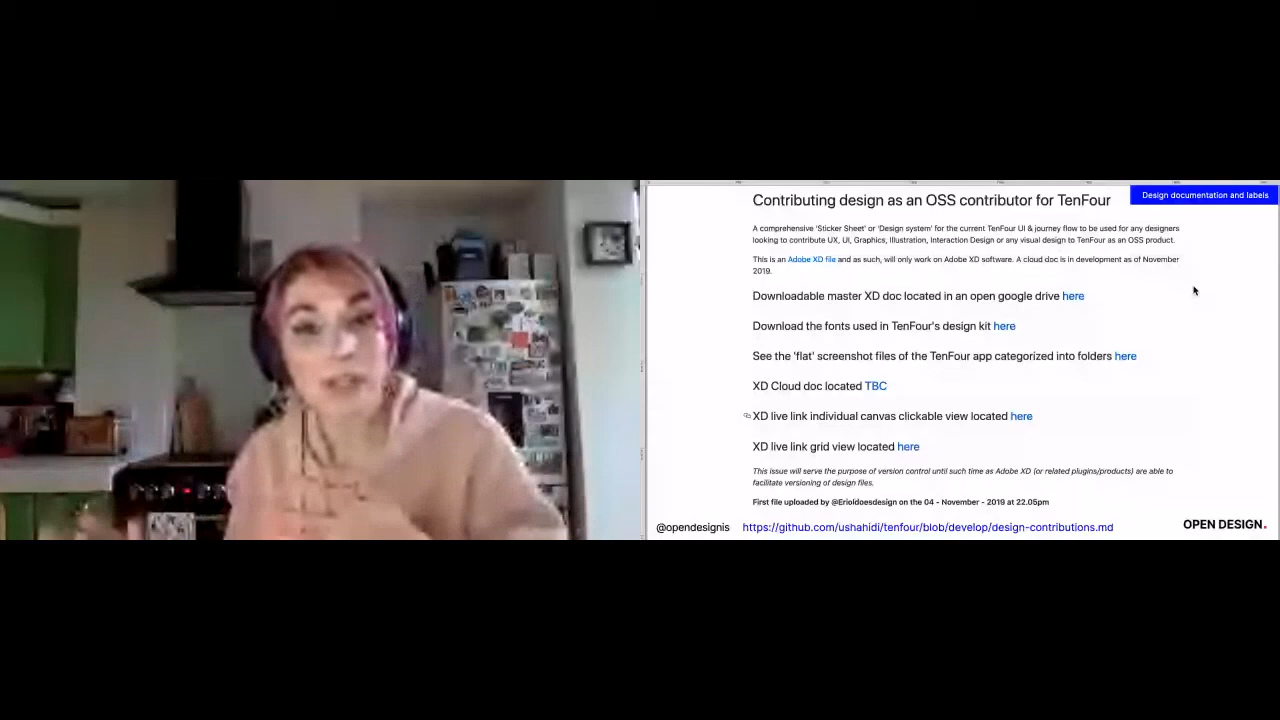 Contributing design as an OSS contributor for TenFour
Design documentation and labels
A comprehensive 'Sticker Sheet' or 'Design system' for the current TenFour UI & journey flow to be used for any designers
looking to contribute UX, UI, Graphics, Illustration, Interaction Design or any visual design to TenFour as an OSS product.
This is an Adobe XD file and as such, will only work on Adobe XD software. A cloud doc is in development as of November
2019.
Downloadable master XD doc located in an open google drive here
Download the fonts used in TenFour's design kit here
See the 'flat' screenshot files of the TenFour app categorized into folders here
XD Cloud doc located TBC
XD live link individual canvas clickable view located here
XD live link grid view located here
This issue will serve the purpose of version control until such time as Adobe XD (or related plugins/products) are able to
facilitate versioning of design files.
First file uploaded by @Erioldoesdesign on the 04 - November - 2019 at 22.05pm
@opendesignis
https://github.com/ushahidi/tenfour/blob/develop/design-contributions.md
OPEN DESIGN.